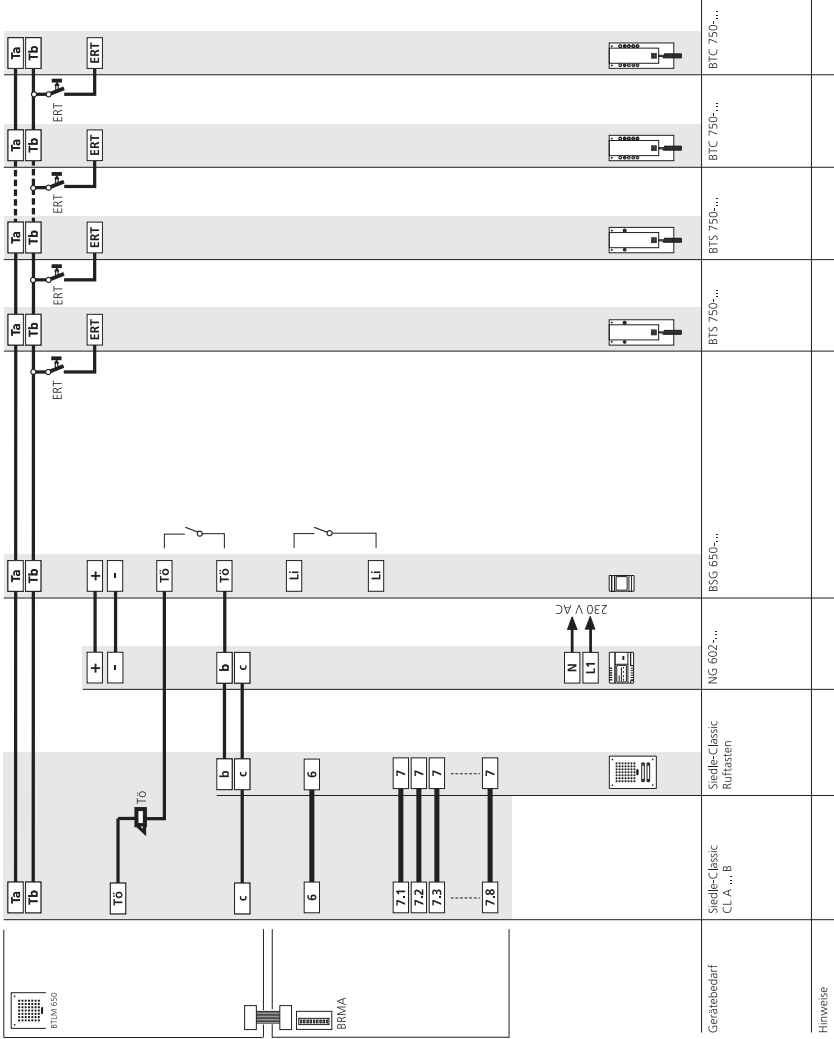 Ta
Tb
ERT
BTC 750-...
ERT
Ta
Tb
ERT
BTC 750-...
ERT
Ta
Tb
ERT
BTS 750-...
ERT
Ta
Tb
ERT
BTS 750-...
ERT
Ta
Tb
+
-
Tö
Tö
Li
Li
BSG 650-...
230 V AC
+
-
b
c
N
L1
NG 602-...
Tö
b
c
6
7
7
7
7
Siedle-Classic
Ruftasten
Ta
Tb
Tö
c
6
7.1
7.2
7.3
7.8
Siedle-Classic
CL A ... B
BTLM 650
BRMA
Gerätebedarf
Hinweise